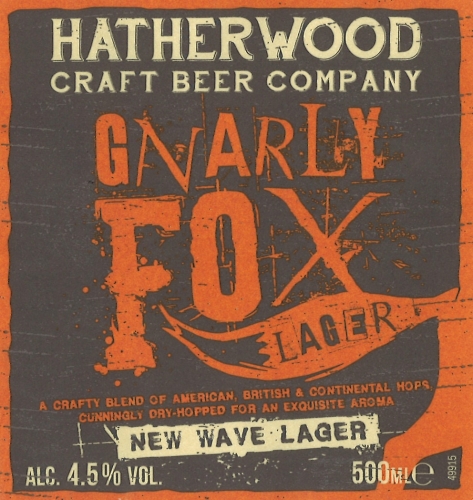 HATHERWOOD
CRAFT BEER COMPANY
GNARLY
FOX
LAGER
A CRAFTY BLEND OF AMERICAN, BRITISH & CONTINENTAL HOPS,
CUNNINGLY DRY-HOPPED FOR AN EXQUISITE AROMA
NEW WAVE LAGER
ALC. 4.5% VOL.
500ML℮
49915